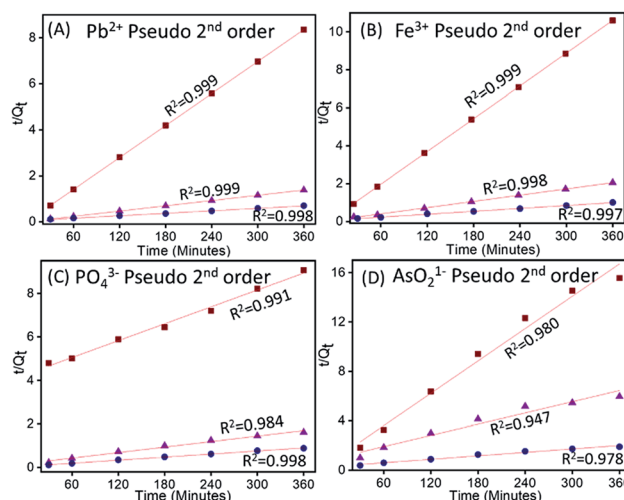 (A) Pb²⁺ Pseudo 2ⁿᵈ order
t/Qt
8
6
4
2
0
R²=0.999
R²=0.999
R²=0.998
60 120 180 240 300 360
Time (Minutes)
(B) Fe³⁺ Pseudo 2ⁿᵈ order
t/Qt
10
8
6
4
2
0
R²=0.999
R²=0.998
R²=0.997
60 120 180 240 300 360
Time (Minutes)
(C) PO₄³⁻ Pseudo 2ⁿᵈ order
t/Qt
8
6
4
2
0
R²=0.991
R²=0.984
R²=0.998
60 120 180 240 300 360
Time (Minutes)
(D) AsO₂¹⁻ Pseudo 2ⁿᵈ order
t/Qt
16
12
8
4
0
R²=0.980
R²=0.947
R²=0.978
60 120 180 240 300 360
Time (Minutes)